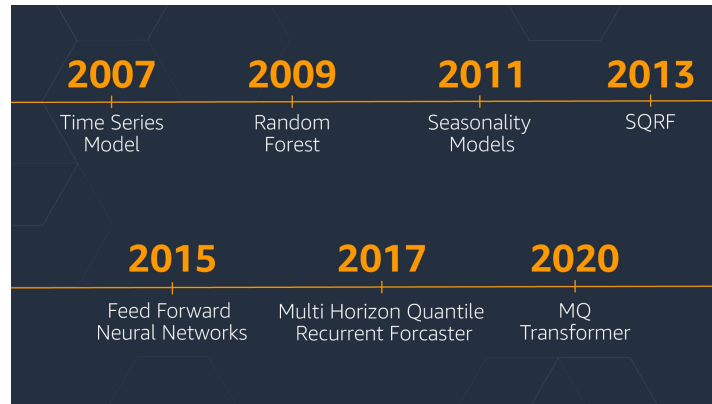 2007
Time Series
Model
2009
Random
Forest
2011
Seasonality
Models
2013
SQRF
2015
Feed Forward
Neural Networks
2017
Multi Horizon Quantile
Recurrent Forcaster
2020
MQ
Transformer